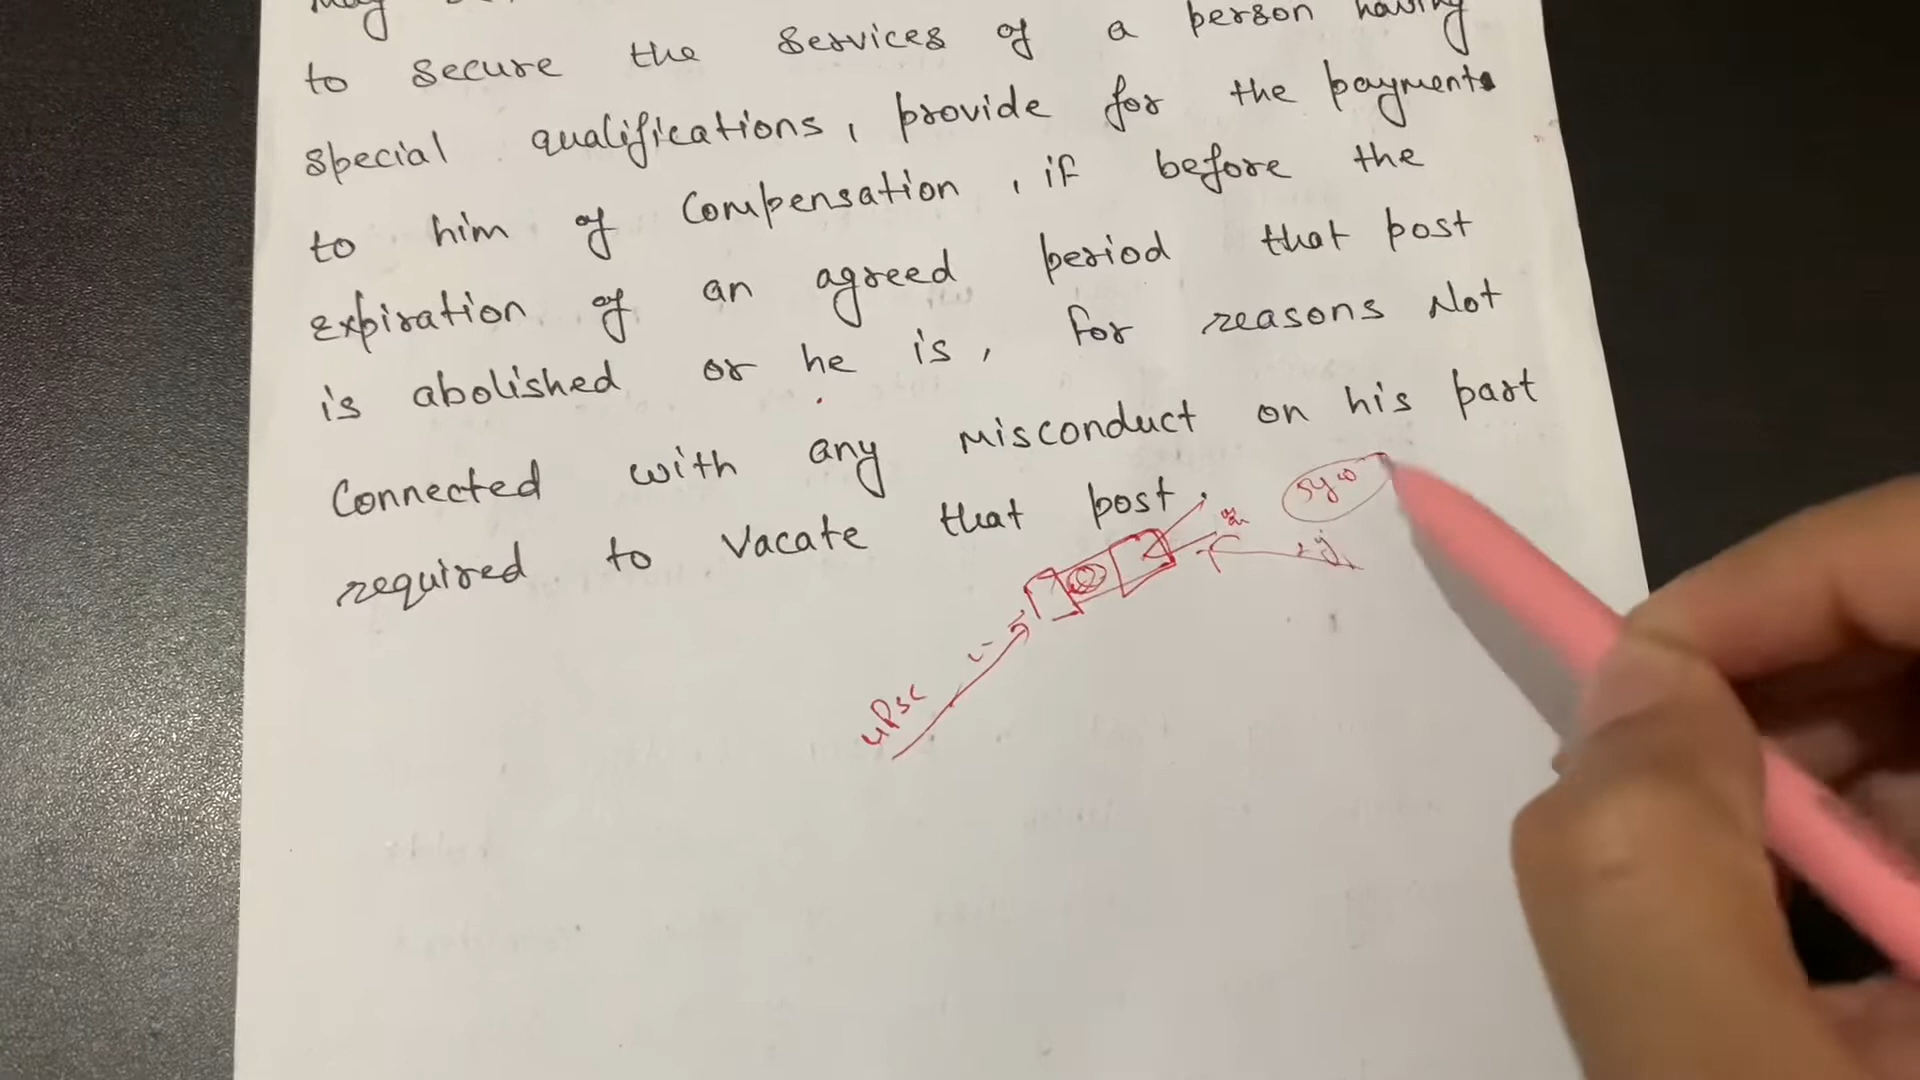 May
to secure the services of a person having
special qualifications, provide for the payments
to him of compensation, if before the
expiration of an agreed period that post
is abolished or he is, for reasons Not
Connected with any Misconduct on his part
required to Vacate that post.
5y
UPSC